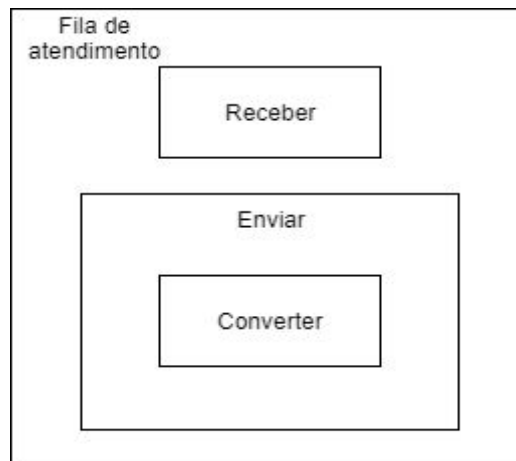 Fila de
atendimento
Receber
Enviar
Converter